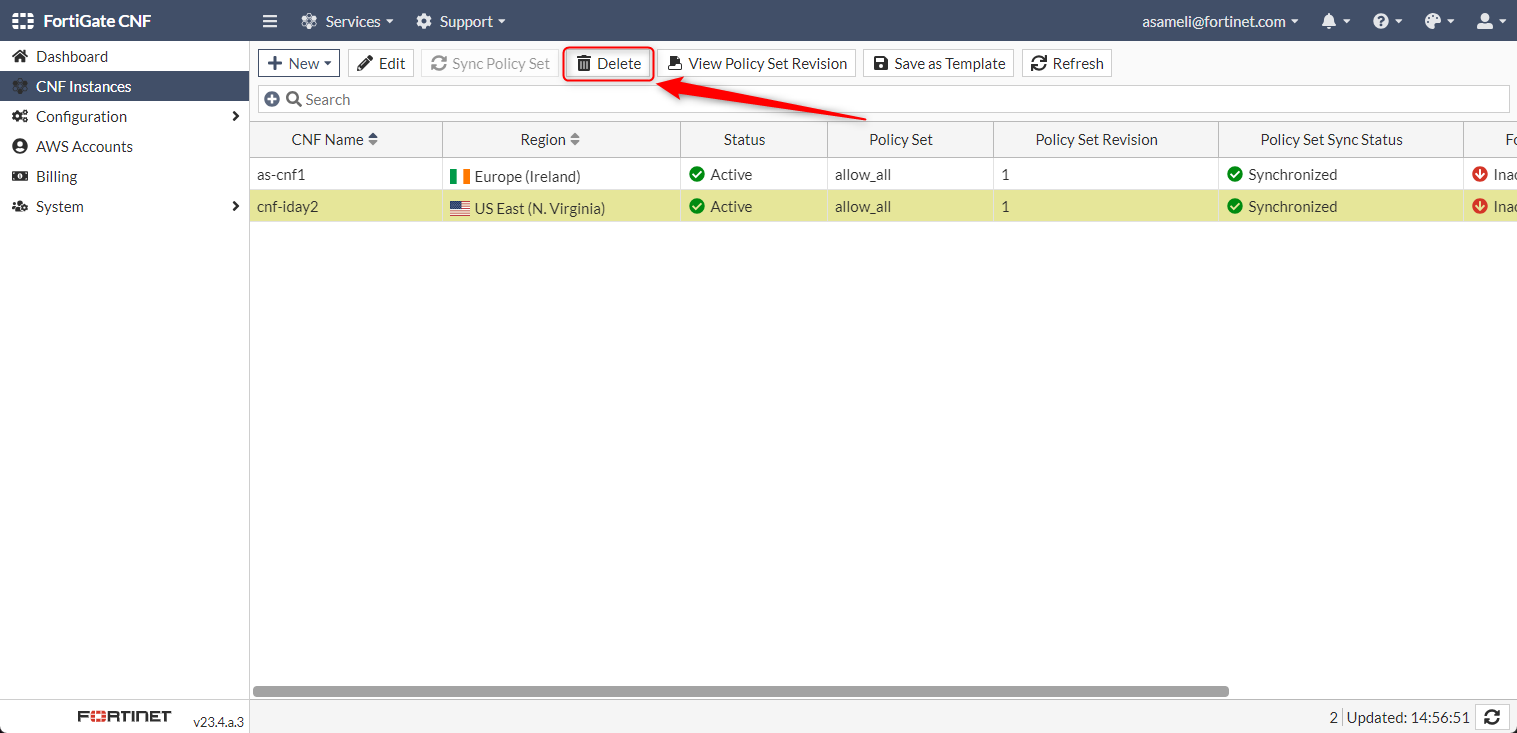 FortiGate CNF
Services
Support
asameli@fortinet.com
Dashboard
CNF Instances
Configuration
AWS Accounts
Billing
System
New Edit Sync Policy Set Delete View Policy Set Revision Save as Template Refresh
Search
CNF Name Region Status Policy Set Policy Set Revision Policy Set Sync Status Fo
as-cnf1 Europe (Ireland) Active allow_all 1 Synchronized Inac
cnf-iday2 US East (N. Virginia) Active allow_all 1 Synchronized Inac
FORTINET v23.4.a.3
2 Updated: 14:56:51